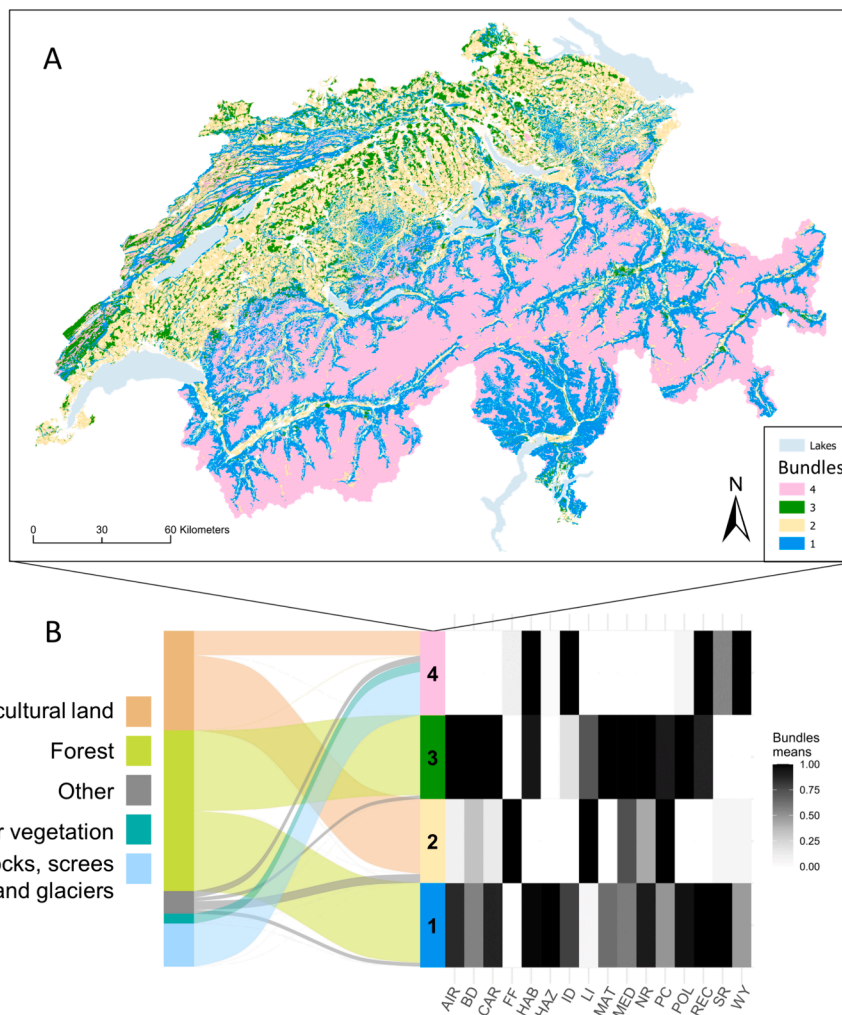 A
N
0 30 60 Kilometers
Lakes
Bundles
4
3
2
1
B
cultural land
Forest
Other
r vegetation
ocks, screes
and glaciers
4
3
2
1
Bundles
means
1.00
0.75
0.50
0.25
0.00
AIR BD CAR FF HAB HAZ ID LI MAT MED NR PC POL REC SR WY